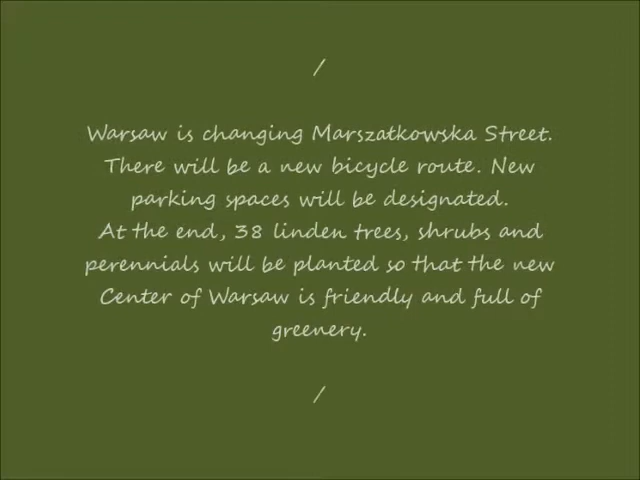 /
Warsaw is changing Marszatkowska Street.
There will be a new bicycle route. New
parking spaces will be designated.
At the end, 38 linden trees, shrubs and
perennials will be planted so that the new
Center of Warsaw is friendly and full of
greenery.
/